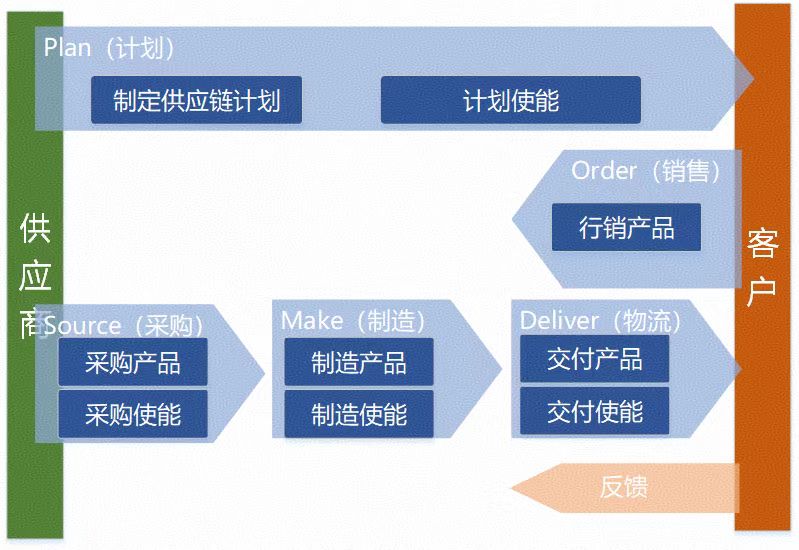 Plan（计划）
制定供应链计划
计划使能
Order（销售）
行销产品
供应商
客户
Source（采购）
采购产品
采购使能
Make（制造）
制造产品
制造使能
Deliver（物流）
交付产品
交付使能
反馈